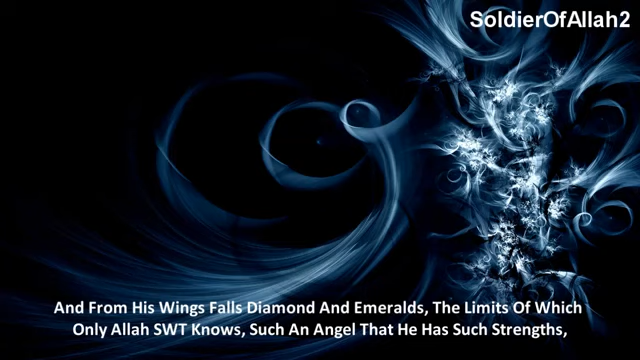 SoldierOfAllah2
And From His Wings Falls Diamond And Emeralds, The Limits Of Which
Only Allah SWT Knows, Such An Angel That He Has Such Strengths,